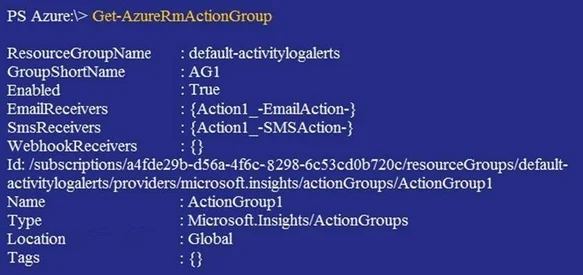 PS Azure:\> Get-AzureRmActionGroup
ResourceGroupName : default-activitylogalerts
GroupShortName : AG1
Enabled : True
EmailReceivers : {Action1_-EmailAction-}
SmsReceivers : {Action1_-SMSAction-}
WebhookReceivers : {}
Id: /subscriptions/a4fde29b-d56a-4f6c-8298-6c53cd0b720c/resourceGroups/default-
activitylogalerts/providers/microsoft.insights/actionGroups/ActionGroup1
Name : ActionGroup1
Type : Microsoft.Insights/ActionGroups
Location : Global
Tags : {}